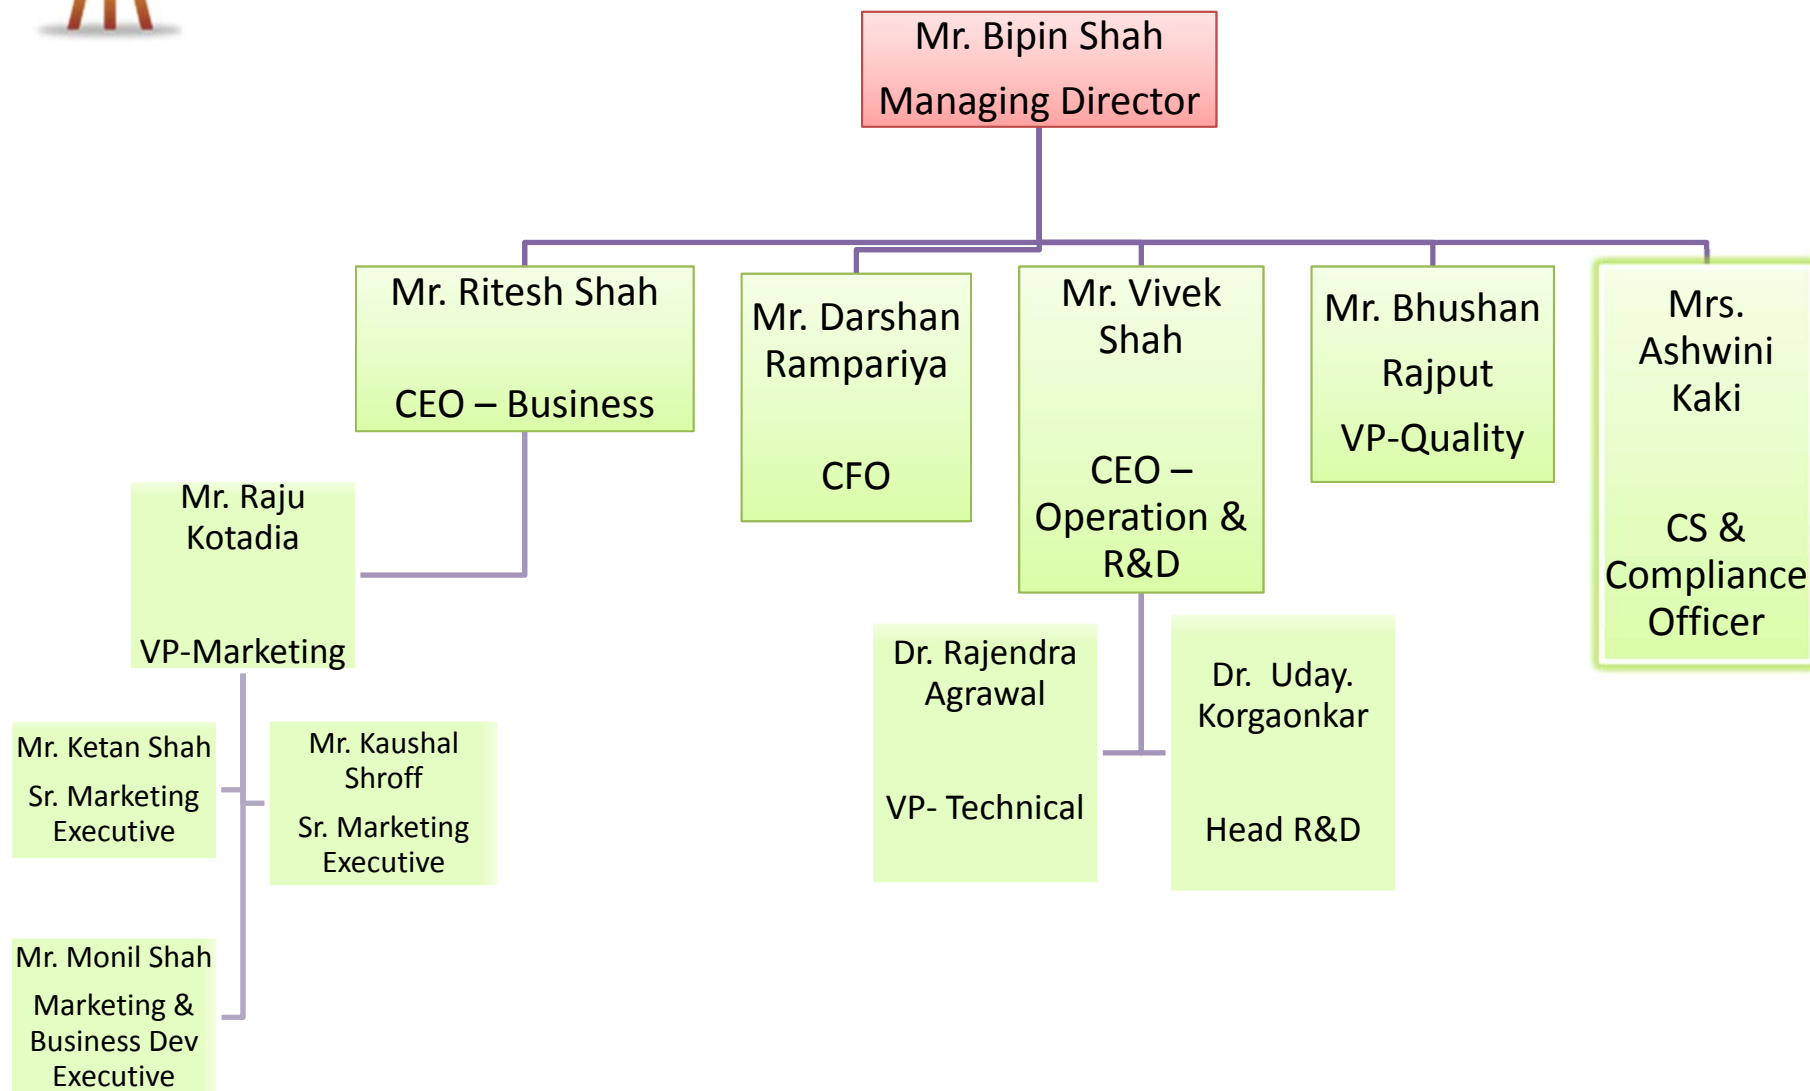 Mr. Bipin Shah
Managing Director
Mr. Ritesh Shah
CEO – Business
Mr. Darshan
Rampariya
CFO
Mr. Vivek
Shah
CEO –
Operation &
R&D
Mr. Bhushan
Rajput
VP-Quality
Mrs.
Ashwini
Kaki
CS &
Compliance
Officer
Mr. Raju
Kotadia
VP-Marketing
Dr. Rajendra
Agrawal
VP- Technical
Dr.  Uday.
Korgaonkar
Head R&D
Mr. Ketan Shah
Sr. Marketing
Executive
Mr. Kaushal
Shroff
Sr. Marketing
Executive
Mr. Monil Shah
Marketing &
Business Dev
Executive